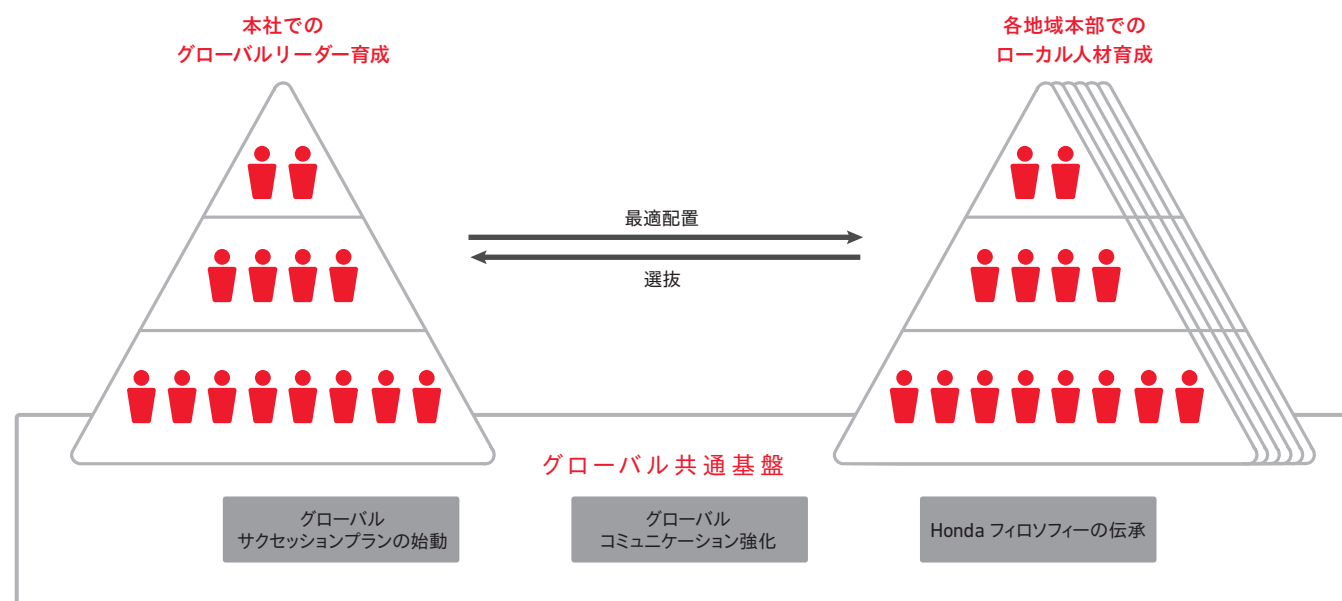 本社での
グローバルリーダー育成
各地域本部での
ローカル人材育成
最適配置
選抜
グローバル共通基盤
グローバル
サクセッションプランの始動
グローバル
コミュニケーション強化
Honda フィロソフィーの伝承